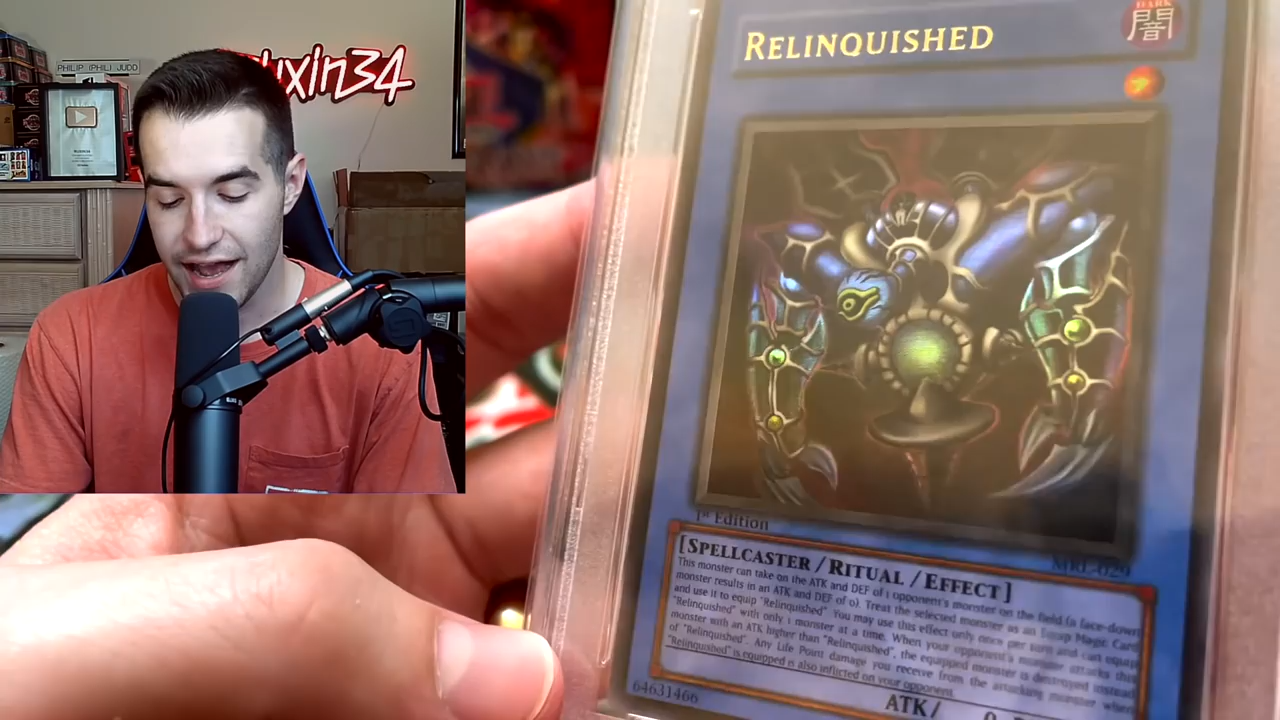 PHILIP (PHIL) JUDD
uxin34
RELINQUISHED
DARK
闇
1st Edition
MRL-029
[SPELLCASTER / RITUAL / EFFECT]
This monster can take on the ATK and DEF of 1 opponent's monster on the field (a face-down
monster results in an ATK and DEF of 0). Treat the selected monster as an Equip Magic Card
and use it to equip "Relinquished". You may use this effect only once per turn and can equip
"Relinquished" with only 1 monster at a time. When your opponent's monster attacks this
monster with an ATK higher than "Relinquished", the equipped monster is destroyed instead
of "Relinquished". Any Life Point damage you receive from the attacking monster when
"Relinquished" is equipped is also inflicted on your opponent.
64631466
ATK/ 0